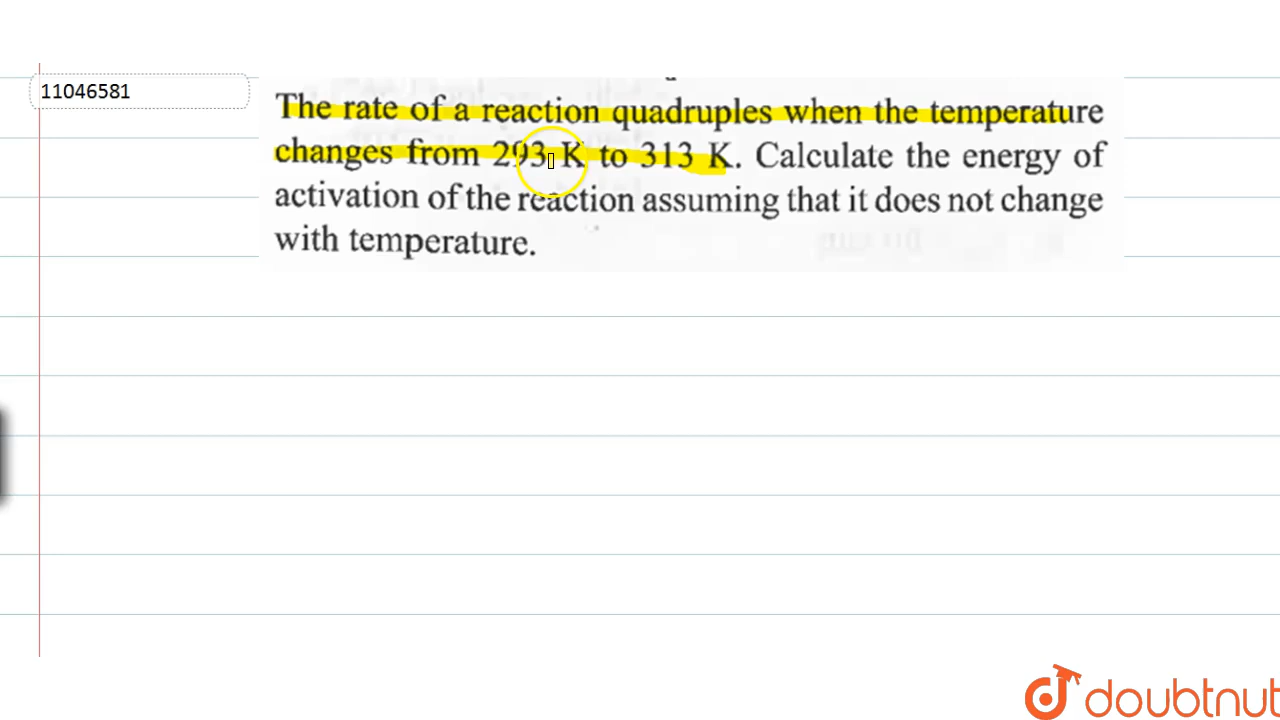 11046581
The rate of a reaction quadruples when the temperature
changes from 293 K to 313 K. Calculate the energy of
activation of the reaction assuming that it does not change
with temperature.
doubtnut